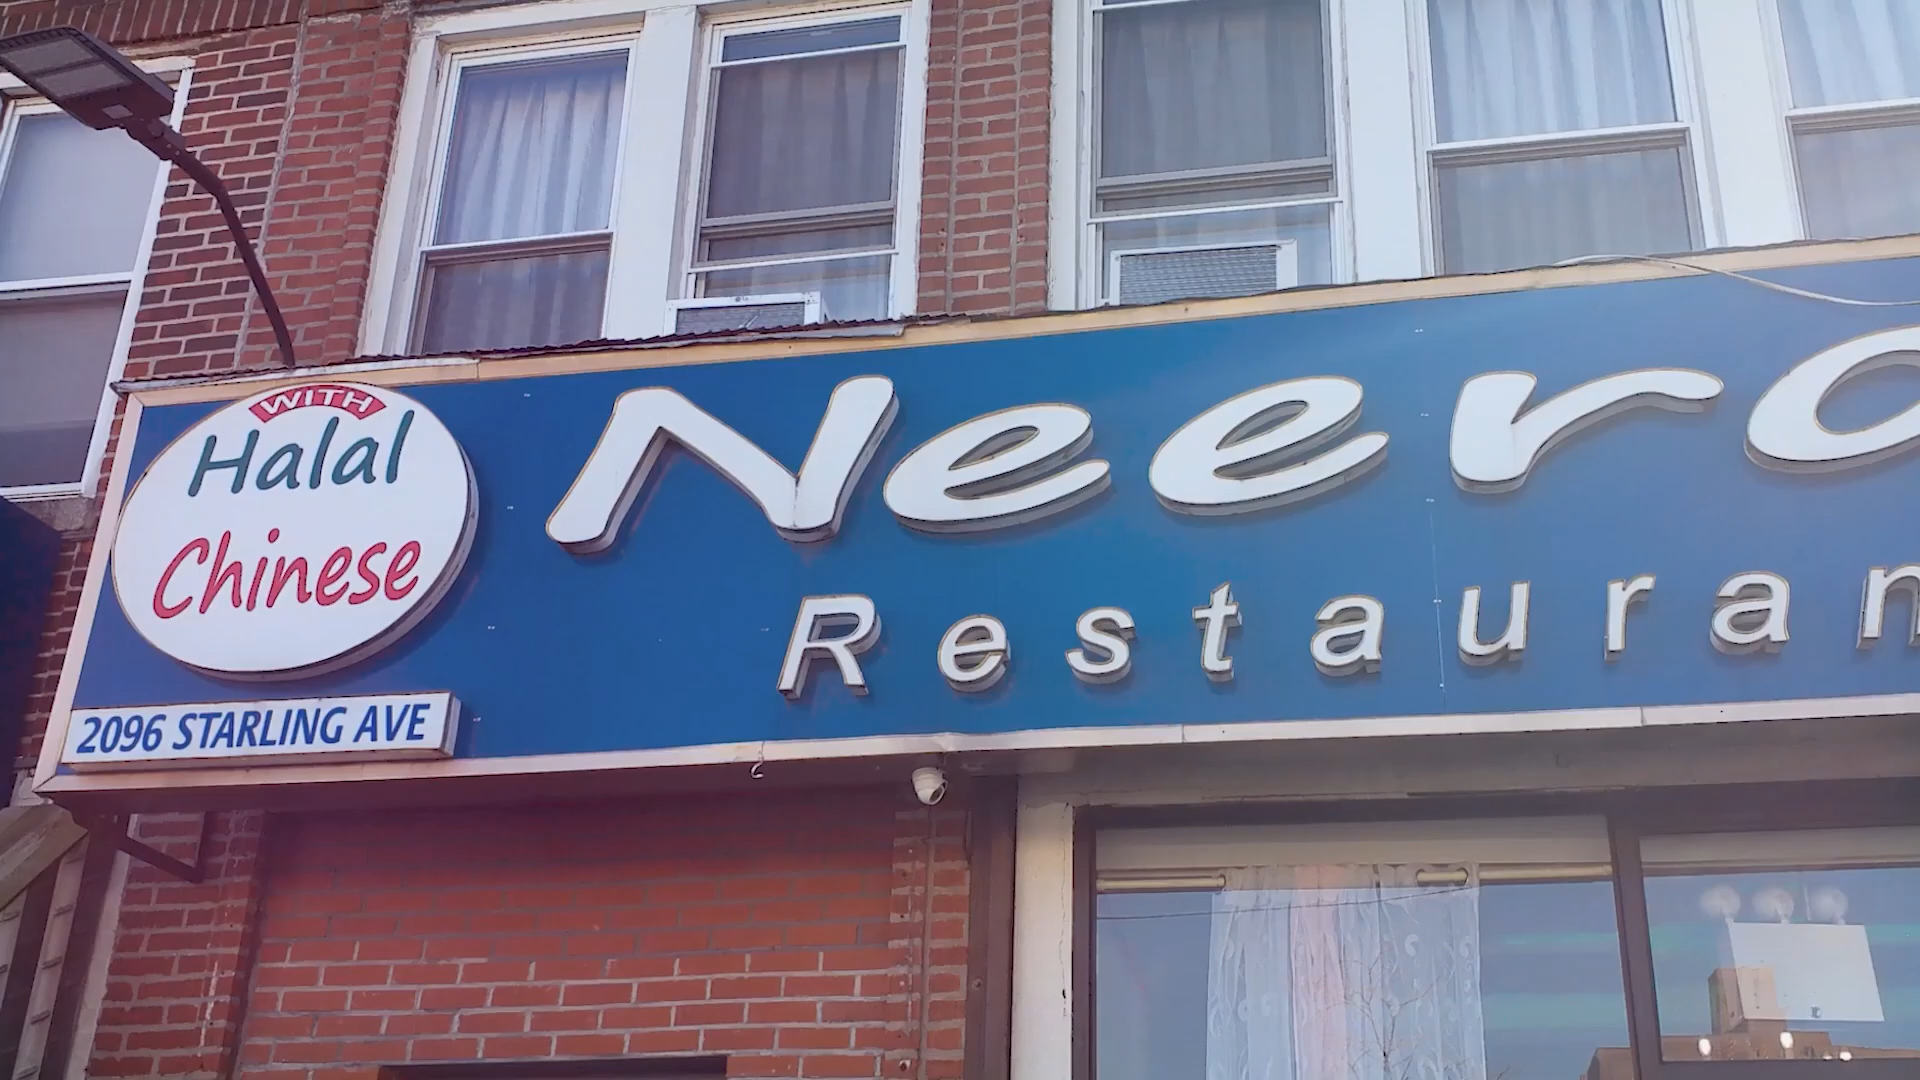 WITH
Halal
Chinese
Neero
Restauran
2096 STARLING AVE